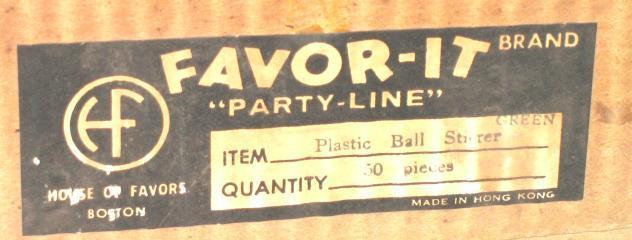 FAVOR-IT BRAND
"PARTY-LINE"
HF
HOUSE OF FAVORS
BOSTON
GREEN
ITEM Plastic Ball Stirrer
QUANTITY 50 pieces
MADE IN HONG KONG